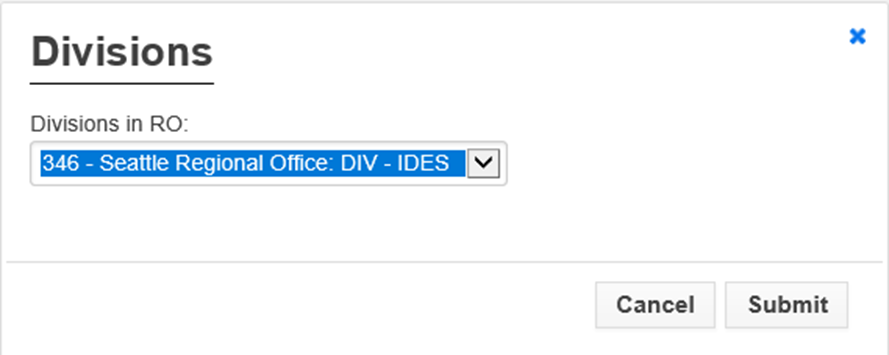 Divisions
Divisions in RO:
346 - Seattle Regional Office: DIV - IDES
Cancel
Submit